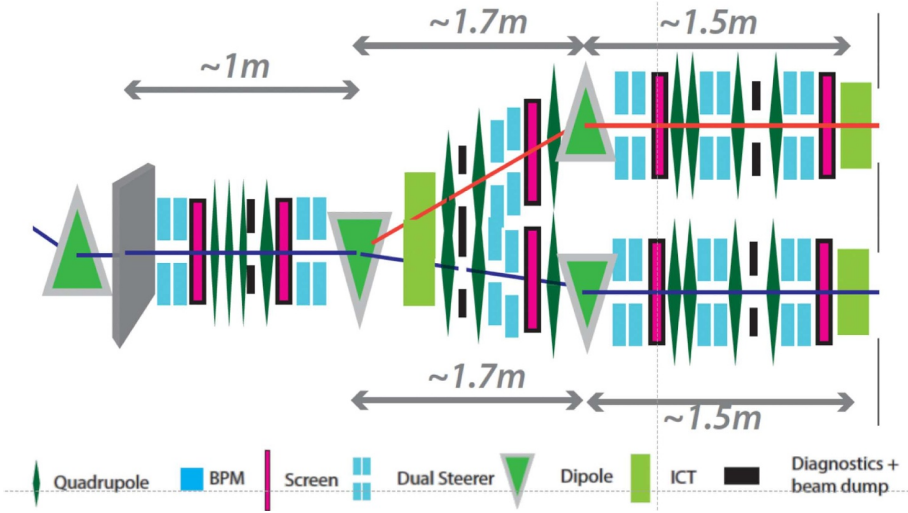 ~1.7m
~1.5m
~1m
~1.7m
~1.5m
Quadrupole
BPM
Screen
Dual Steerer
Dipole
ICT
Diagnostics +
beam dump